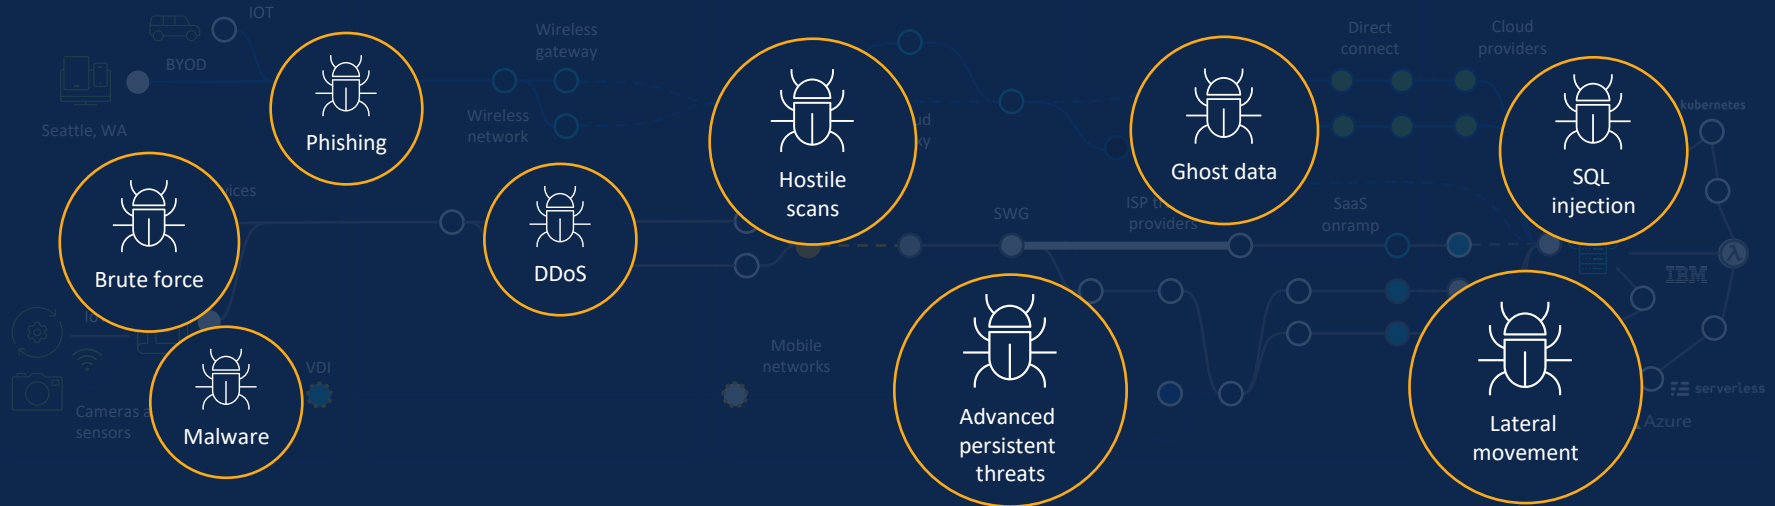 IOT
BYOD
Seattle, WA
Wireless
gateway
Wireless
network
Direct
connect
Cloud
providers
kubernetes
Phishing
Hostile
scans
Ghost data
SQL
injection
Brute force
DDoS
SWG
providers
SaaS
onramp
IBM
Malware
VDI
Mobile
networks
Cameras
sensors
Advanced
persistent
threats
Lateral
movement
serverless
Azure